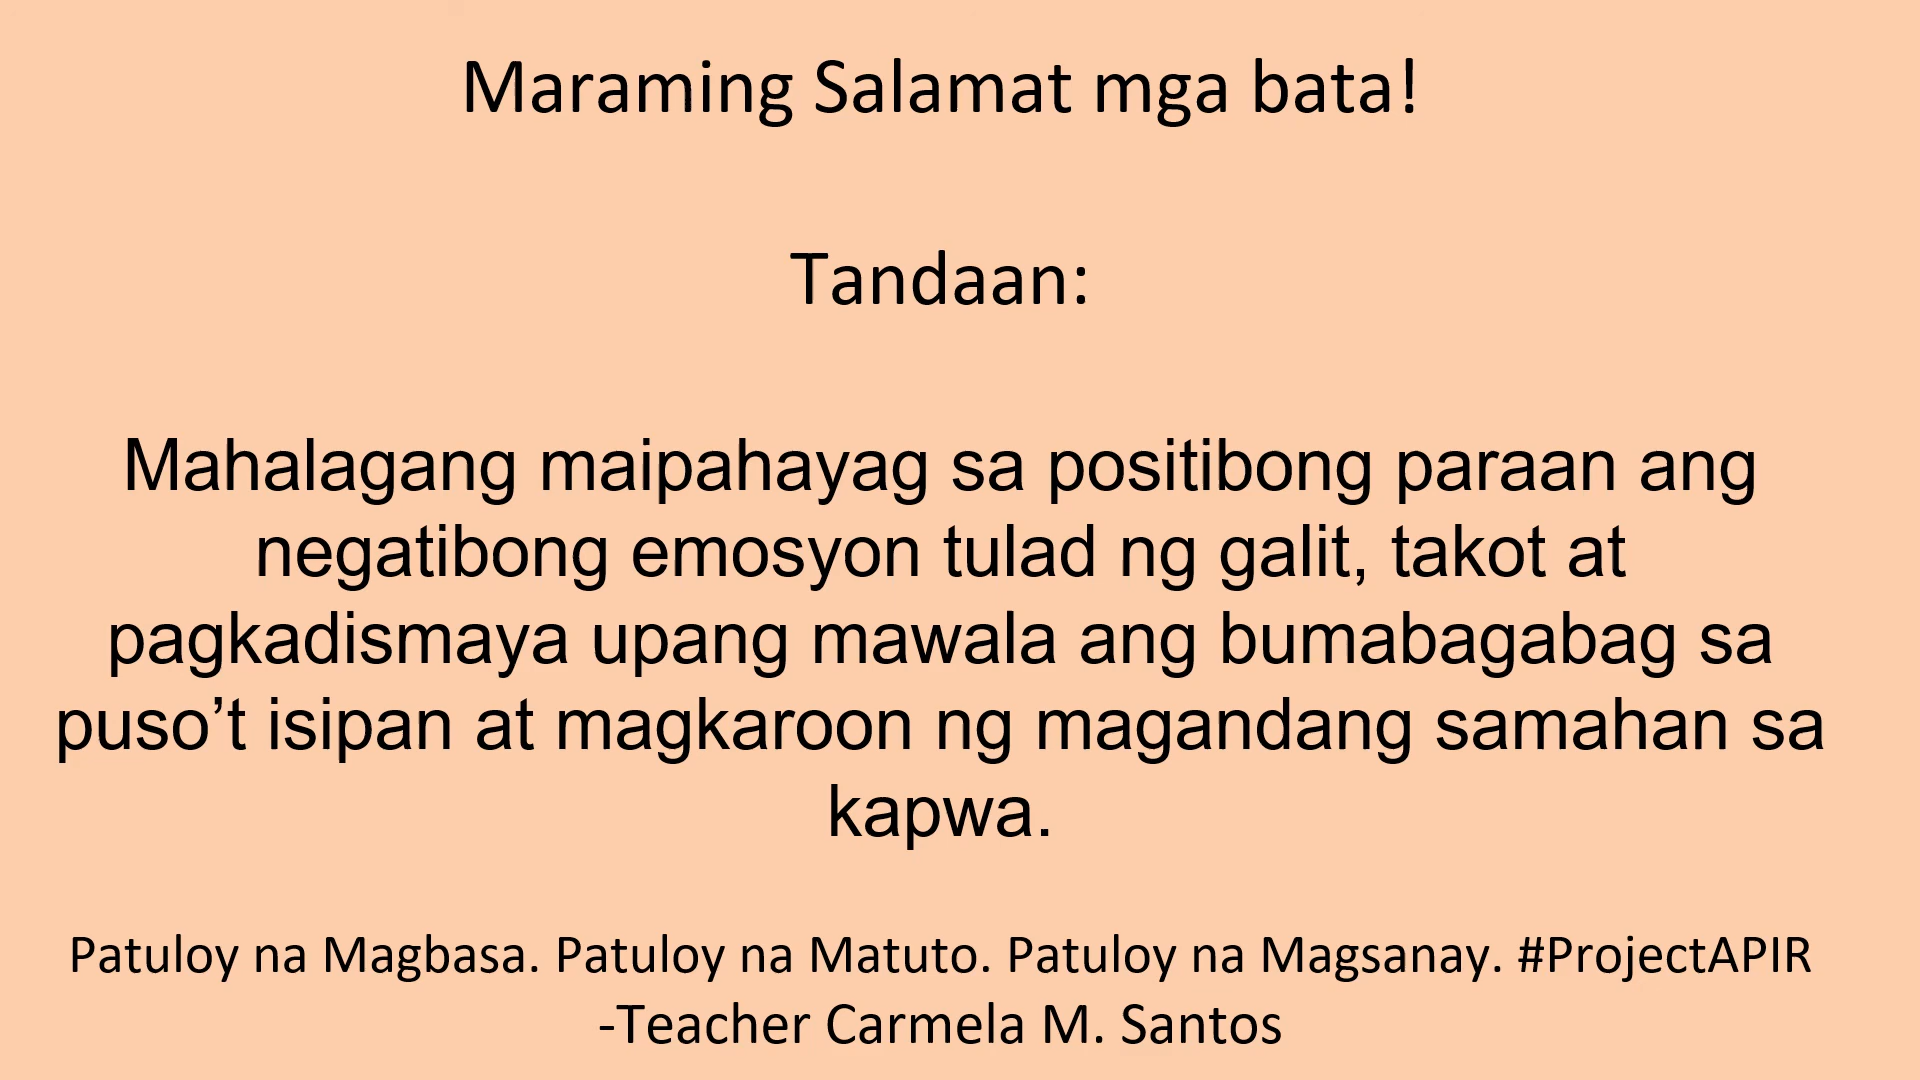 Maraming Salamat mga bata!
Tandaan:
Mahalagang maipahayag sa positibong paraan ang
negatibong emosyon tulad ng galit, takot at
pagkadismaya upang mawala ang bumabagabag sa
puso’t isipan at magkaroon ng magandang samahan sa
kapwa.
Patuloy na Magbasa. Patuloy na Matuto. Patuloy na Magsanay. #ProjectAPIR
-Teacher Carmela M. Santos